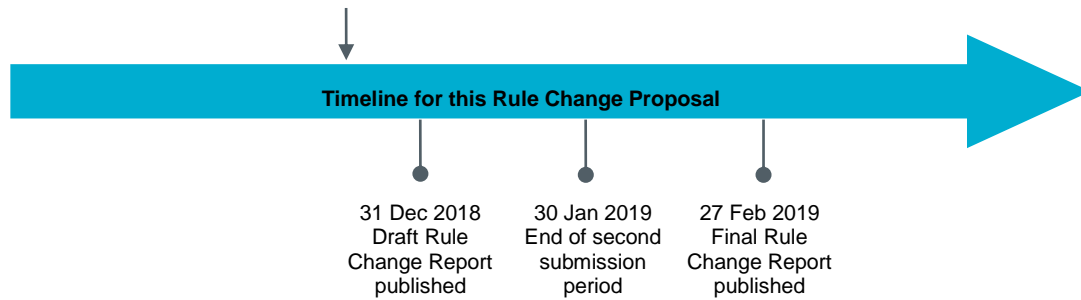 Timeline for this Rule Change Proposal
31 Dec 2018
Draft Rule
Change Report
published
30 Jan 2019
End of second
submission
period
27 Feb 2019
Final Rule
Change Report
published